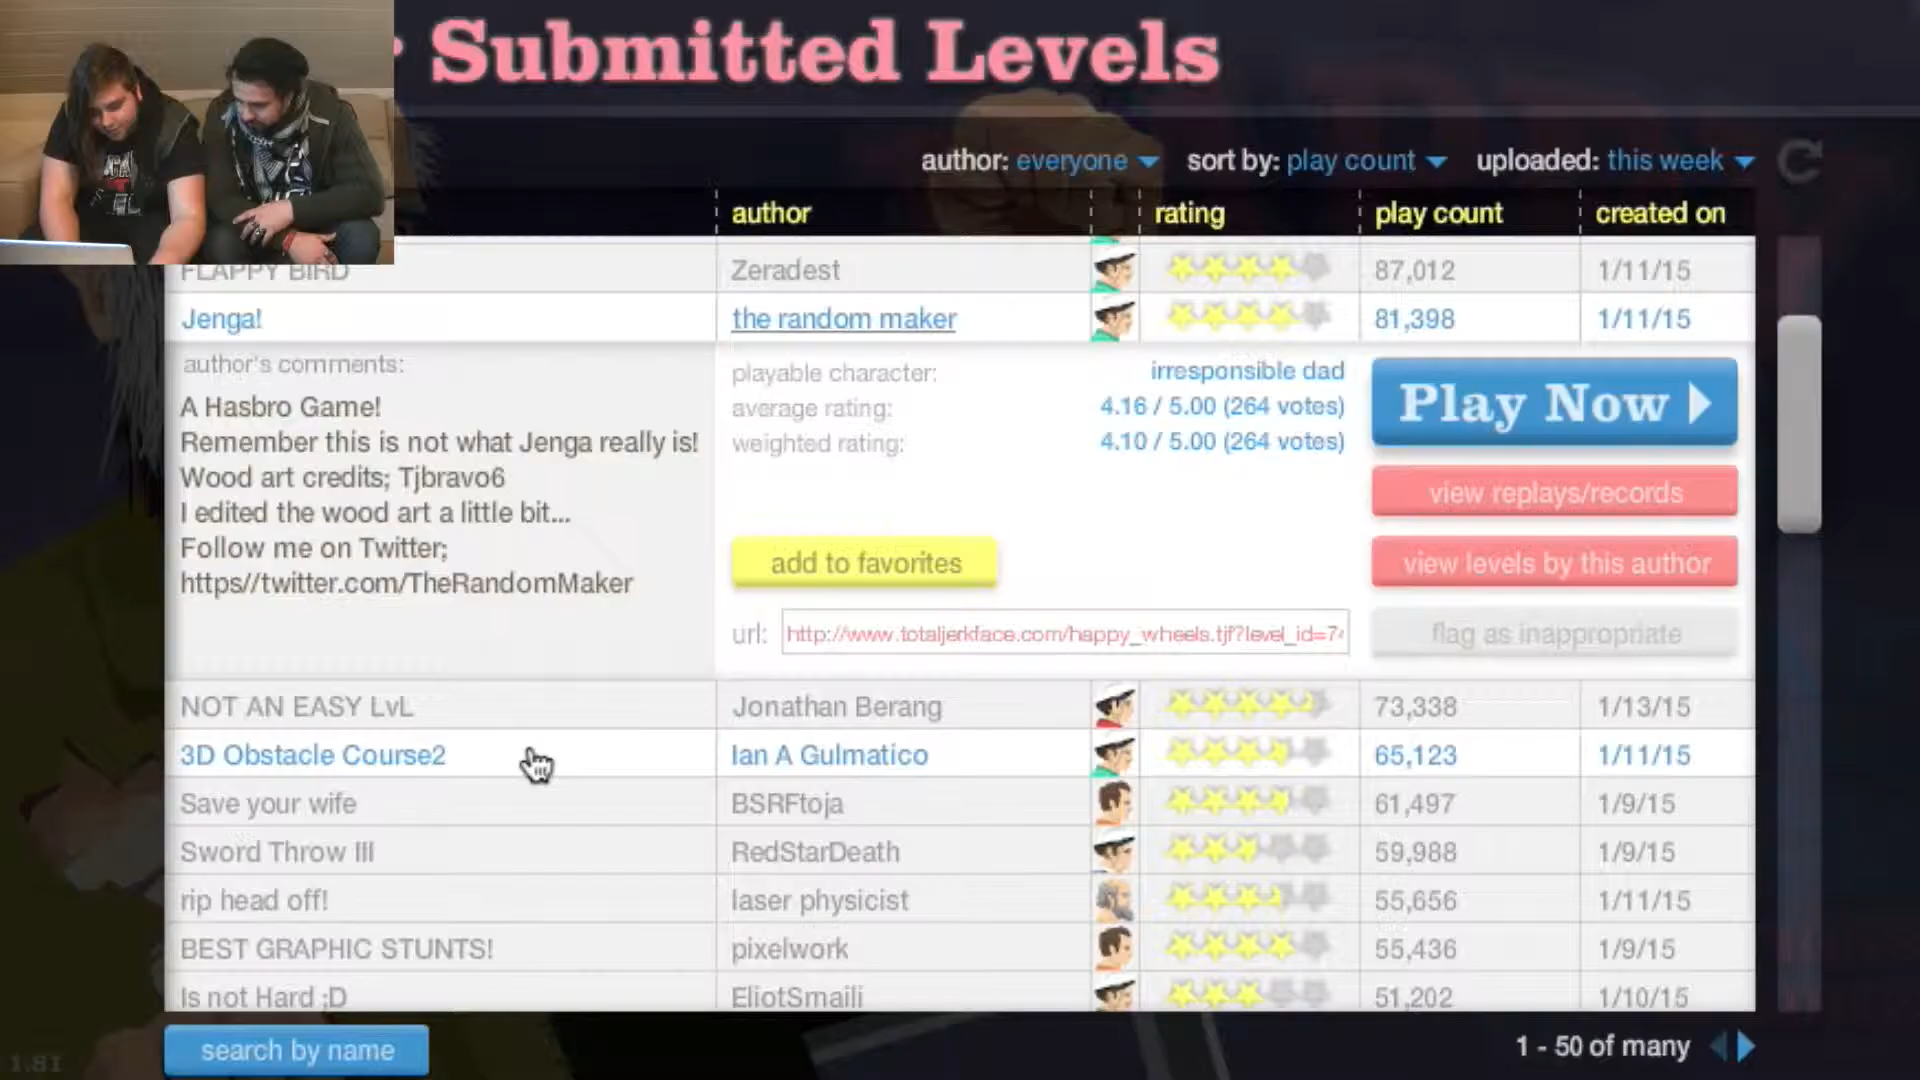 Submitted Levels
author: everyone sort by: play count uploaded: this week
author rating play count created on
FLAPPY BIRD Zeradest 87,012 1/11/15
Jenga! the random maker 81,398 1/11/15
author's comments:
A Hasbro Game!
Remember this is not what Jenga really is!
Wood art credits; Tjbravo6
I edited the wood art a little bit...
Follow me on Twitter;
https//twitter.com/TheRandomMaker
playable character: irresponsible dad
average rating: 4.16 / 5.00 (264 votes)
weighted rating: 4.10 / 5.00 (264 votes)
add to favorites
url: http://www.totaljerkface.com/happy_wheels.tjf?level_id=7
Play Now
view replays/records
view levels by this author
flag as inappropriate
NOT AN EASY LvL Jonathan Berang 73,338 1/13/15
3D Obstacle Course2 Ian A Gulmatico 65,123 1/11/15
Save your wife BSRFtoja 61,497 1/9/15
Sword Throw III RedStarDeath 59,988 1/9/15
rip head off! laser physicist 55,656 1/11/15
BEST GRAPHIC STUNTS! pixelwork 55,436 1/9/15
Is not Hard ;D EliotSmaili 51,202 1/10/15
search by name 1 - 50 of many
1.81